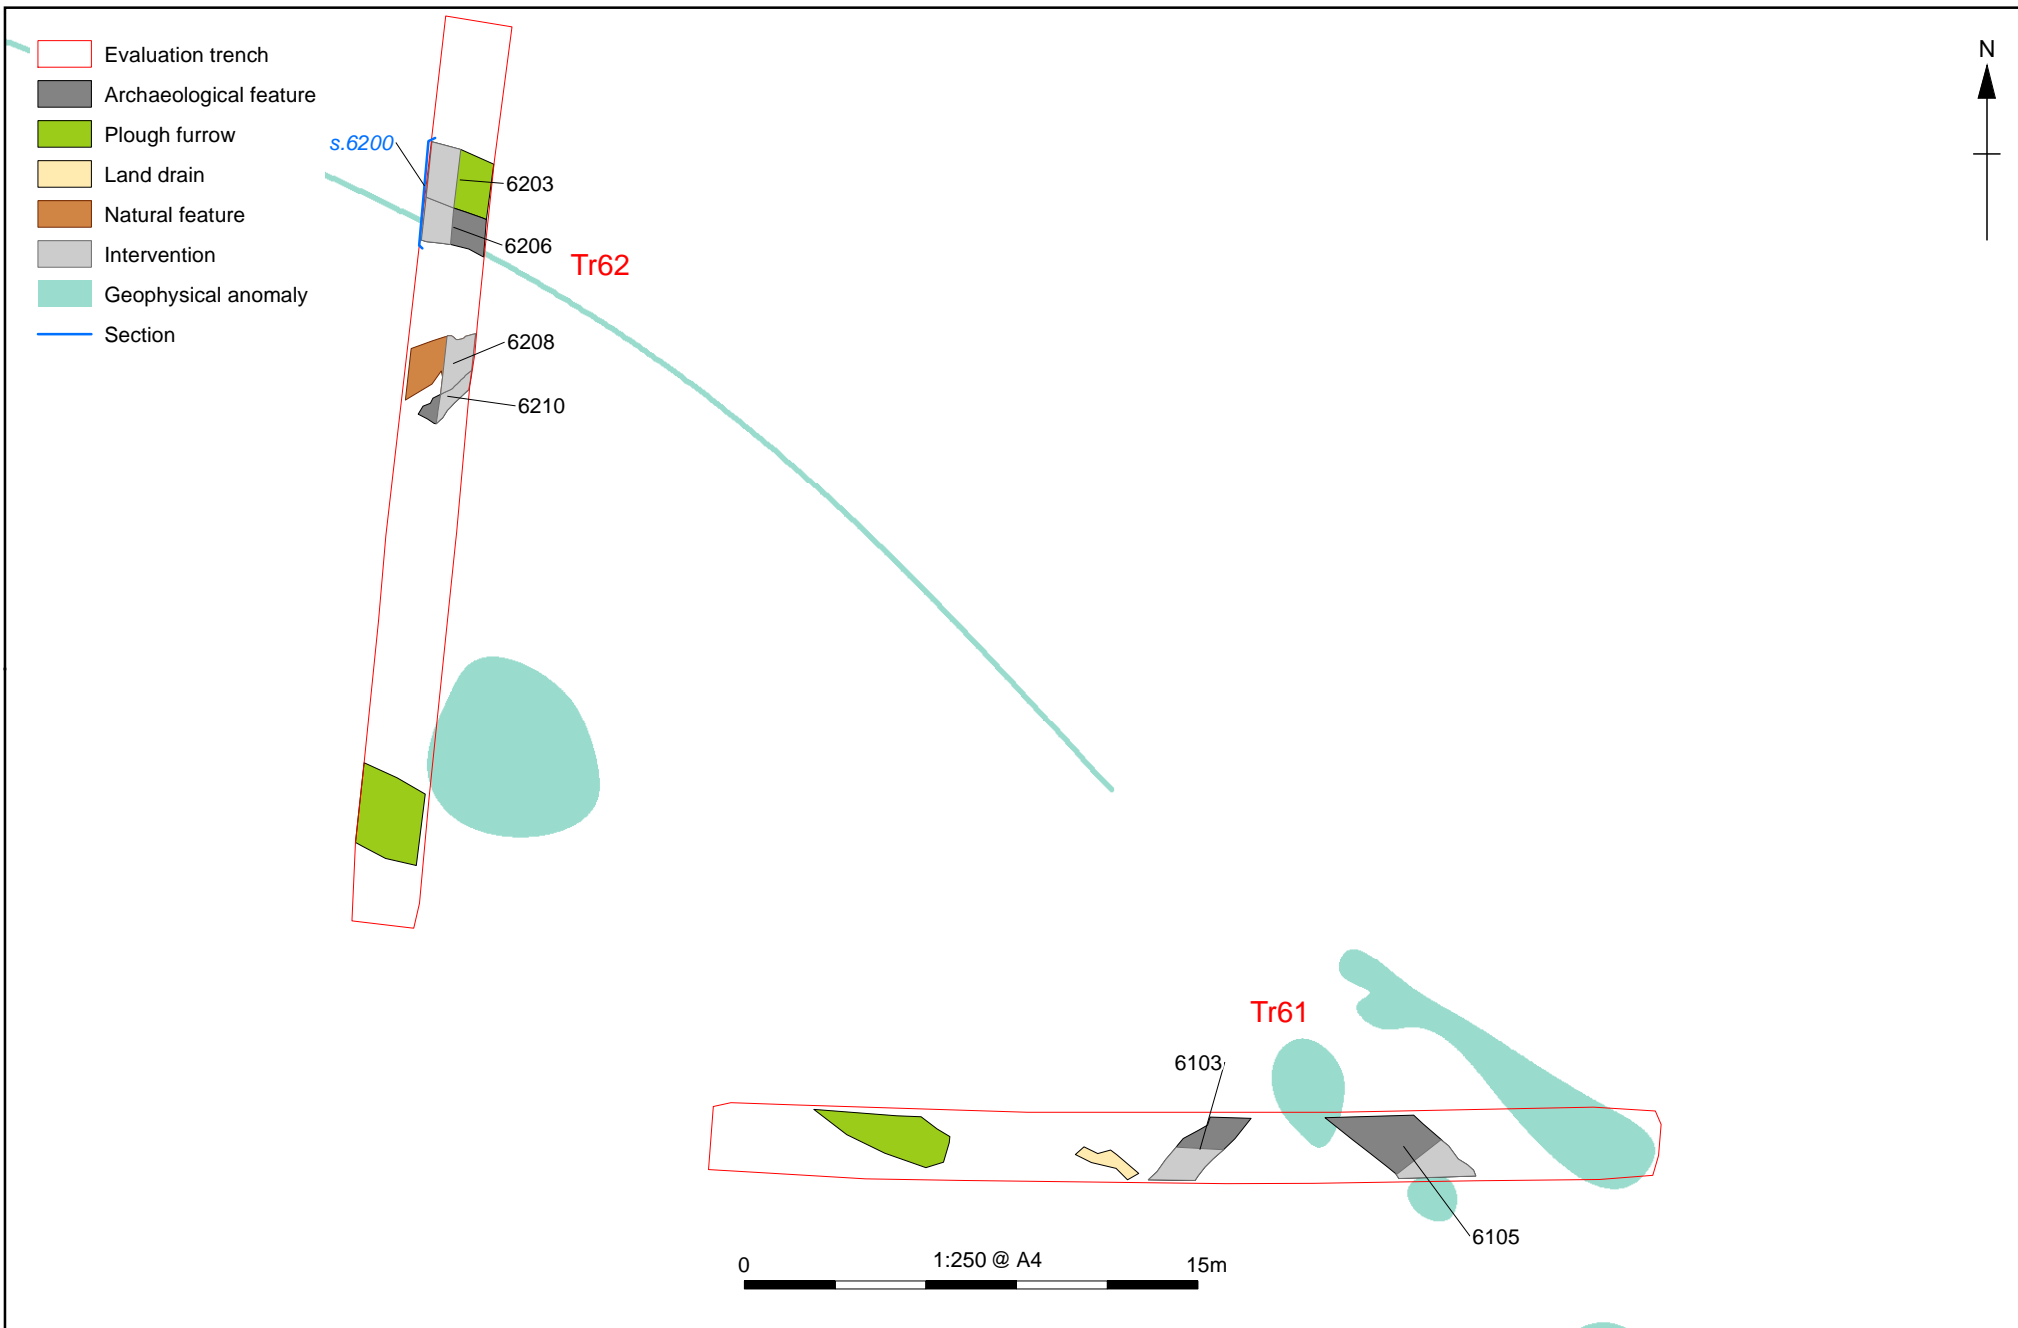 Evaluation trench
Archaeological feature
Plough furrow
Land drain
Natural feature
Intervention
Geophysical anomaly
Section
N
s.6200
6203
6206
Tr62
6208
6210
Tr61
6103
6105
0
1:250 @ A4
15m